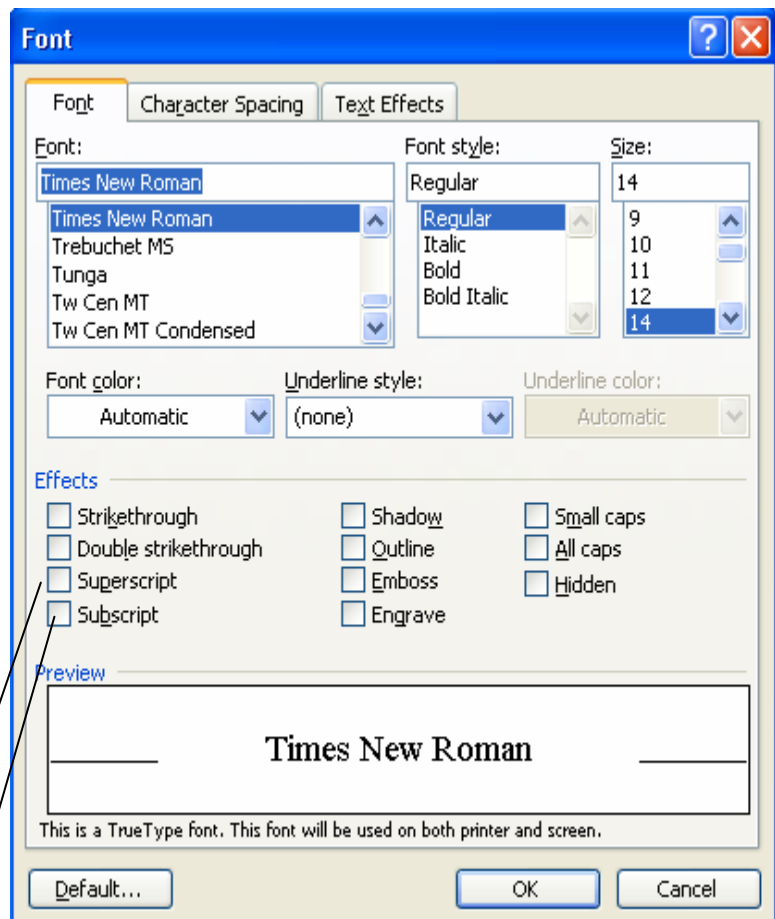 Font
Font Character Spacing Text Effects
Font: Font style: Size:
Times New Roman Regular 14
Times New Roman Regular 9
Trebuchet MS Italic 10
Tunga Bold 11
Tw Cen MT Bold Italic 12
Tw Cen MT Condensed 14
Font color: Underline style: Underline color:
Automatic (none) Automatic
Effects
Strikethrough Shadow Small caps
Double strikethrough Outline All caps
Superscript Emboss Hidden
Subscript Engrave
Preview
Times New Roman
This is a TrueType font. This font will be used on both printer and screen.
Default... OK Cancel